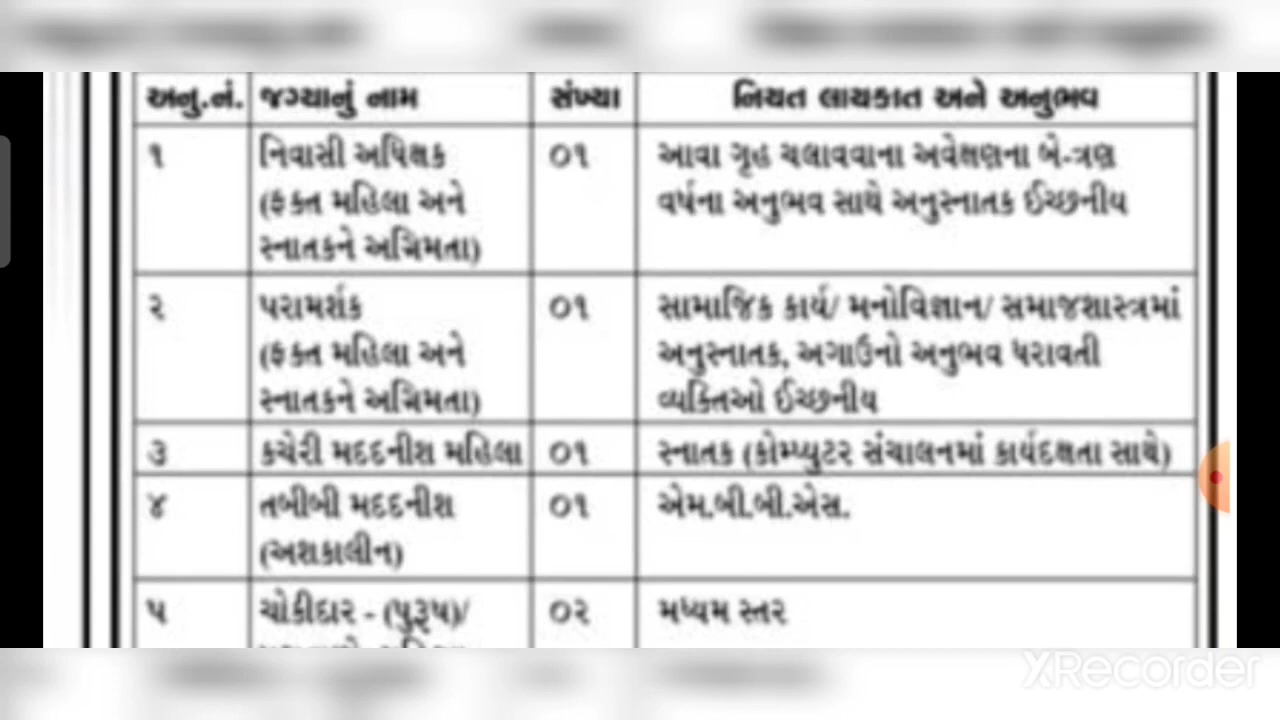 અનુ.નં. જગ્યાનું નામ સંખ્યા નિયત લાયકાત અને અનુભવ
૧ નિવાસી અધિક્ષક ૦૧ આવા ગૃહ ચલાવવાના અવેક્ષણના બે-ત્રણ
(ફક્ત મહિલા અને વર્ષના અનુભવ સાથે અનુસ્નાતક ઈચ્છનીય
સ્નાતકને અગ્રિમતા)
૨ પરામર્શક ૦૧ સામાજિક કાર્ય/ મનોવિજ્ઞાન/ સમાજશાસ્ત્રમાં
(ફક્ત મહિલા અને અનુસ્નાતક, અગાઉનો અનુભવ ધરાવતી
સ્નાતકને અગ્રિમતા) વ્યક્તિઓ ઈચ્છનીય
૩ કચેરી મદદનીશ મહિલા ૦૧ સ્નાતક (કોમ્પ્યુટર સંચાલનમાં કાર્યદક્ષતા સાથે)
૪ તબીબી મદદનીશ ૦૧ એમ.બી.બી.એસ.
(અશકાલીન)
૫ ચોકીદાર - (પુરૂષ)/ ૦૨ મધ્યમ સ્તર
XRecorder